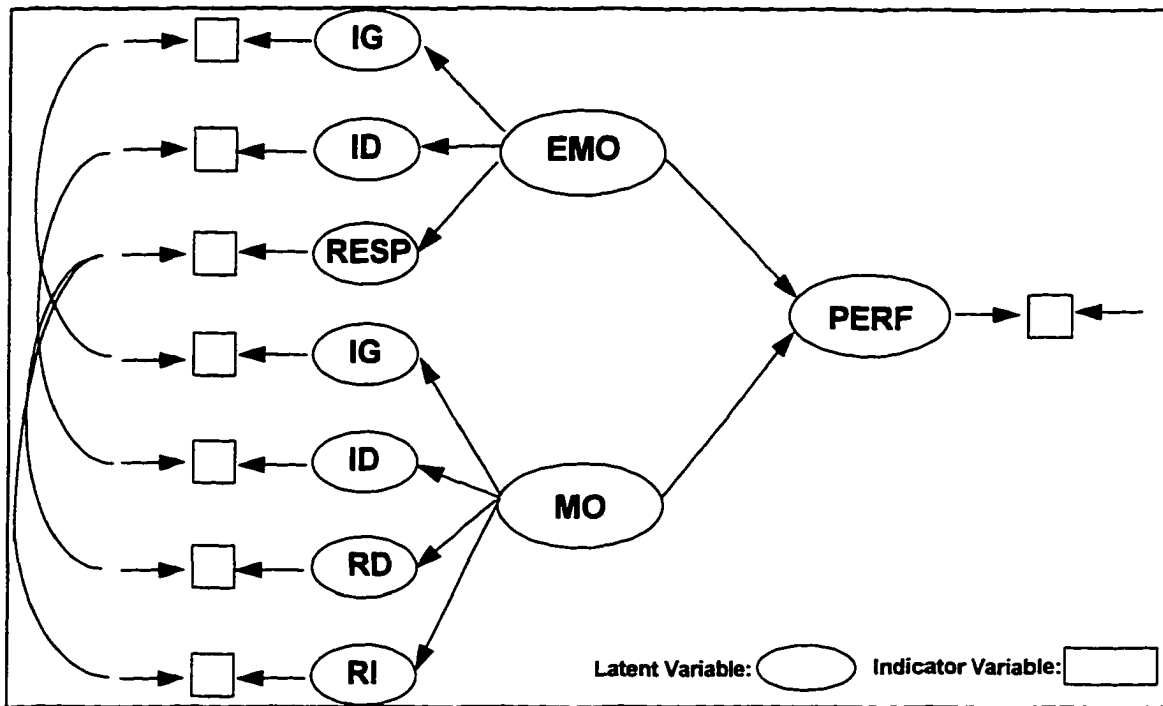 IG
ID
EMO
RESP
PERF
IG
ID
MO
RD
RI
Latent Variable: Indicator Variable: